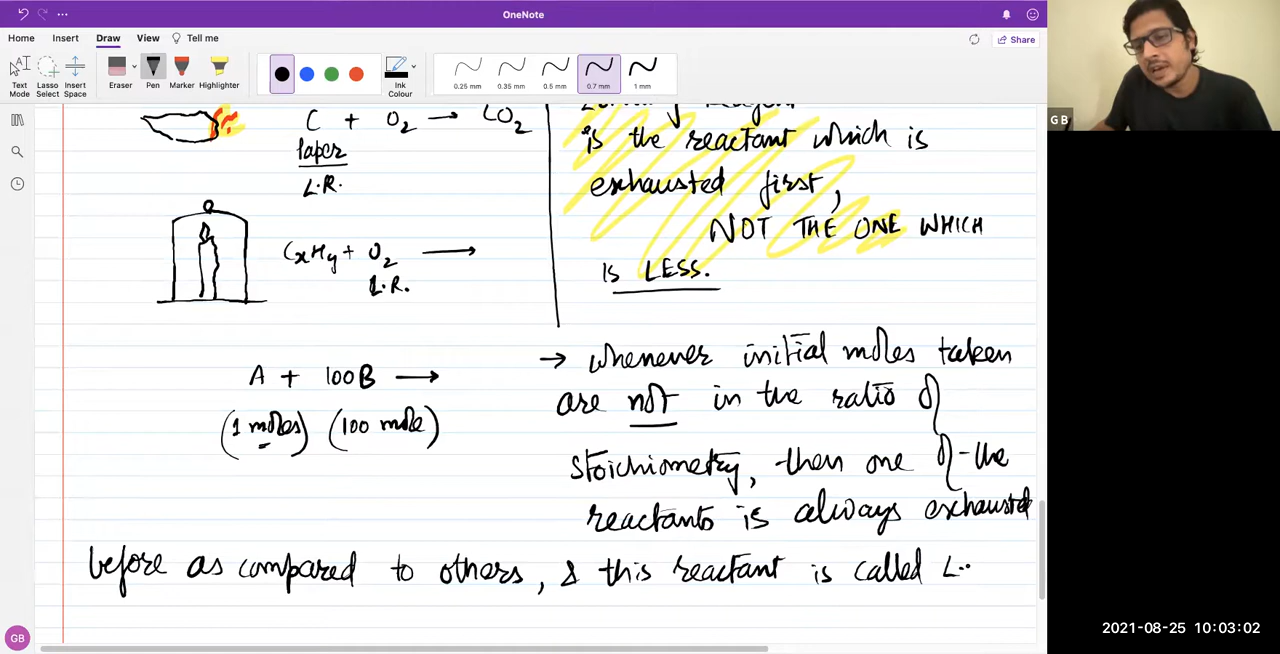 OneNote
Home Insert Draw View Tell me
Share
Text Mode
Lasso Select
Insert Space
Eraser
Pen
Marker
Highlighter
Ink Colour
0.25 mm
0.35 mm
0.5 mm
0.7 mm
1 mm
GB
C + O2 → CO2
Paper
L.R.
CxHy + O2 →
L.R.
is the reactant which is
exhausted first,
NOT THE ONE WHICH
is LESS.
A + 100B →
(1 moles) (100 mole)
→ whenever initial moles taken
are not in the ratio of
stoichiometry, then one of the
reactants is always exhausted
before as compared to others, & this reactant is called L..
GB
2021-08-25 10:03:02